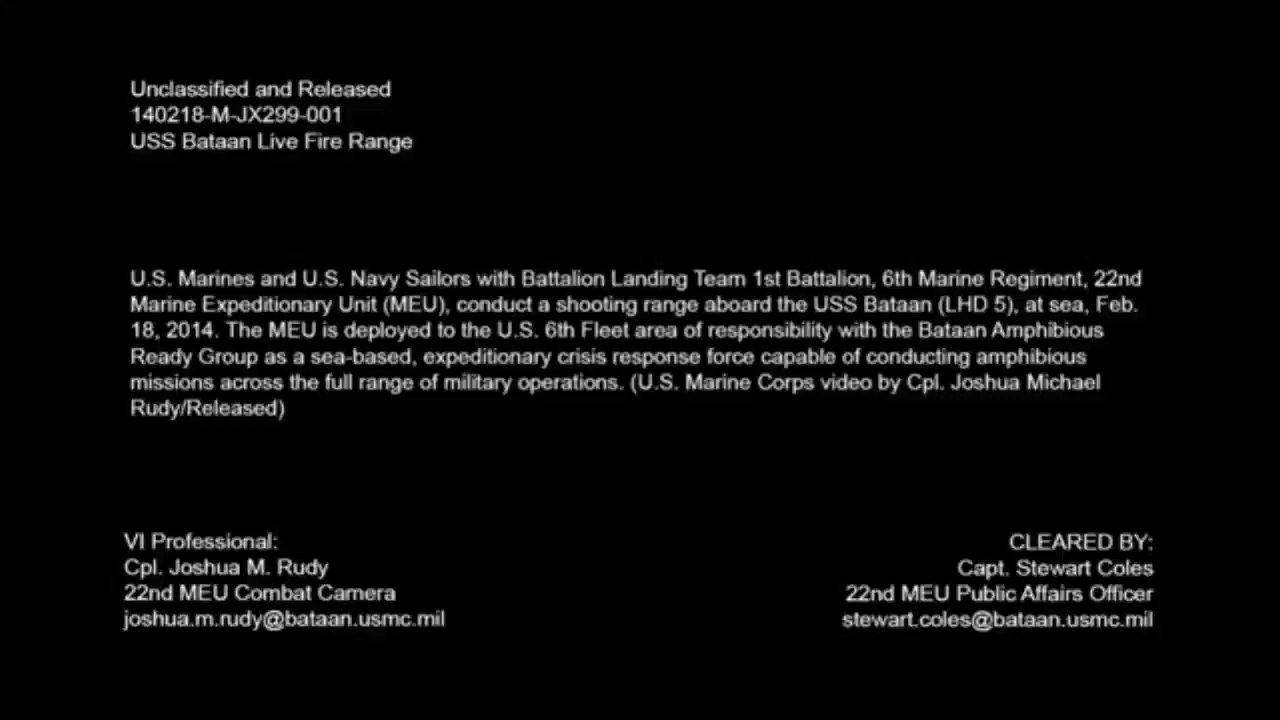 Unclassified and Released
140218-M-JX299-001
USS Bataan Live Fire Range
U.S. Marines and U.S. Navy Sailors with Battalion Landing Team 1st Battalion, 6th Marine Regiment, 22nd
Marine Expeditionary Unit (MEU), conduct a shooting range aboard the USS Bataan (LHD 5), at sea, Feb.
18, 2014. The MEU is deployed to the U.S. 6th Fleet area of responsibility with the Bataan Amphibious
Ready Group as a sea-based, expeditionary crisis response force capable of conducting amphibious
missions across the full range of military operations. (U.S. Marine Corps video by Cpl. Joshua Michael
Rudy/Released)
VI Professional:
Cpl. Joshua M. Rudy
22nd MEU Combat Camera
joshua.m.rudy@bataan.usmc.mil
CLEARED BY:
Capt. Stewart Coles
22nd MEU Public Affairs Officer
stewart.coles@bataan.usmc.mil